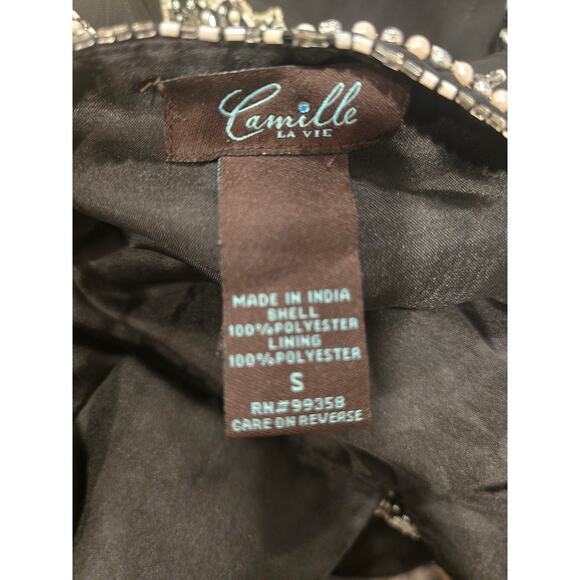 Camille
LA VIE
MADE IN INDIA
SHELL
100%POLYESTER
LINING
100%POLYESTER
S
RN#99358
CARE ON REVERSE